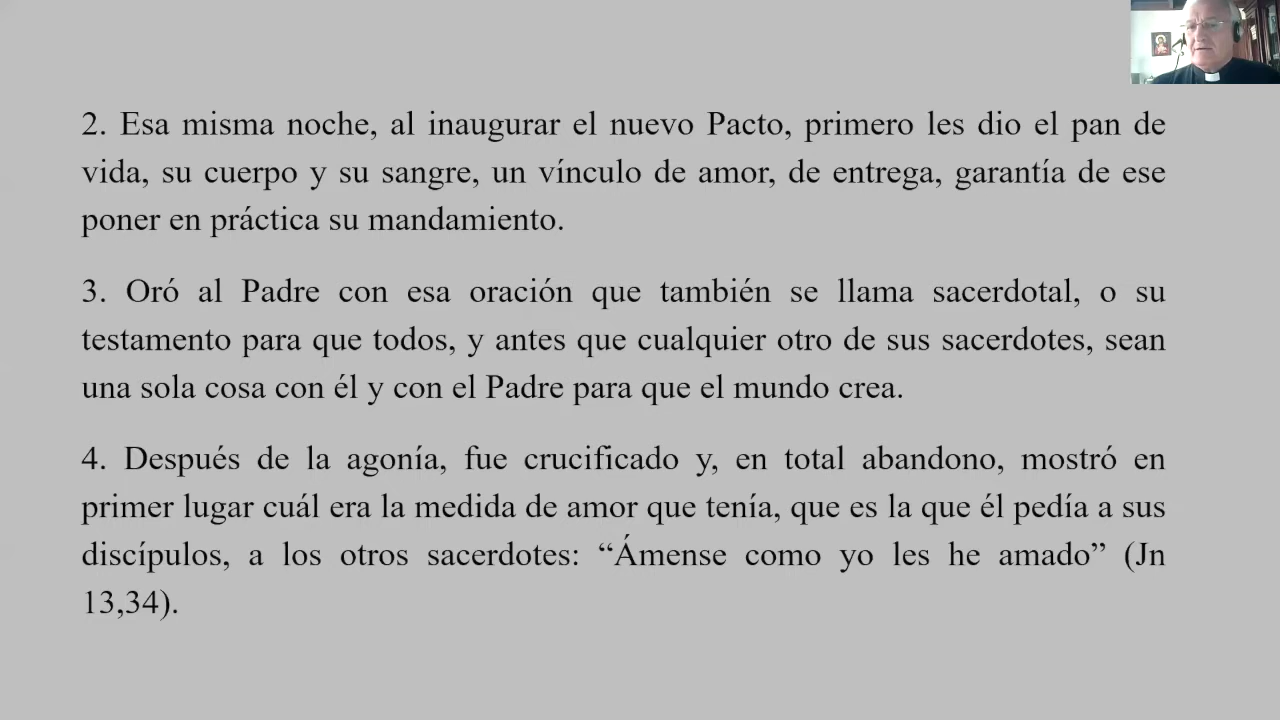 2. Esa misma noche, al inaugurar el nuevo Pacto, primero les dio el pan de
vida, su cuerpo y su sangre, un vínculo de amor, de entrega, garantía de ese
poner en práctica su mandamiento.
3. Oró al Padre con esa oración que también se llama sacerdotal, o su
testamento para que todos, y antes que cualquier otro de sus sacerdotes, sean
una sola cosa con él y con el Padre para que el mundo crea.
4. Después de la agonía, fue crucificado y, en total abandono, mostró en
primer lugar cuál era la medida de amor que tenía, que es la que él pedía a sus
discípulos, a los otros sacerdotes: “Ámense como yo les he amado” (Jn
13,34).